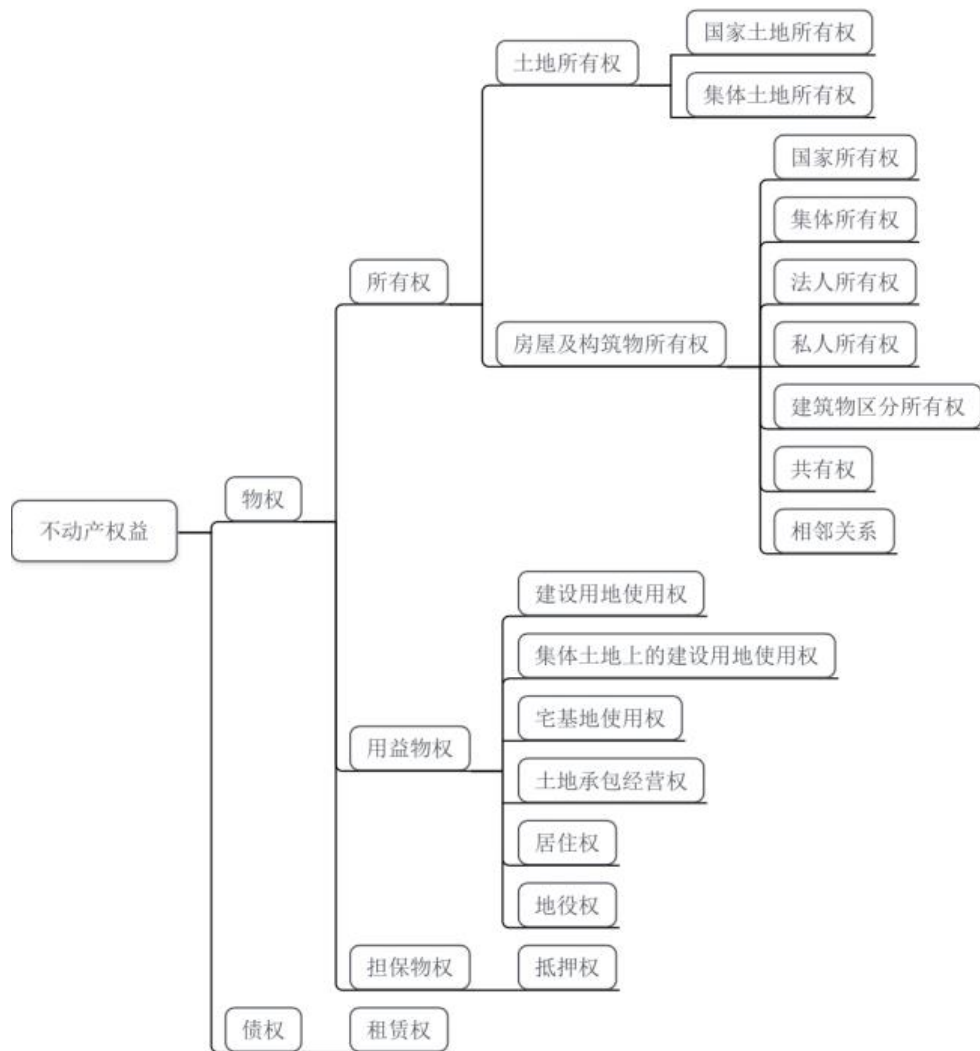 不动产权益
物权
所有权
土地所有权
国家土地所有权
集体土地所有权
房屋及构筑物所有权
国家所有权
集体所有权
法人所有权
私人所有权
建筑物区分所有权
共有权
相邻关系
用益物权
建设用地使用权
集体土地上的建设用地使用权
宅基地使用权
土地承包经营权
居住权
地役权
担保物权
抵押权
债权
租赁权